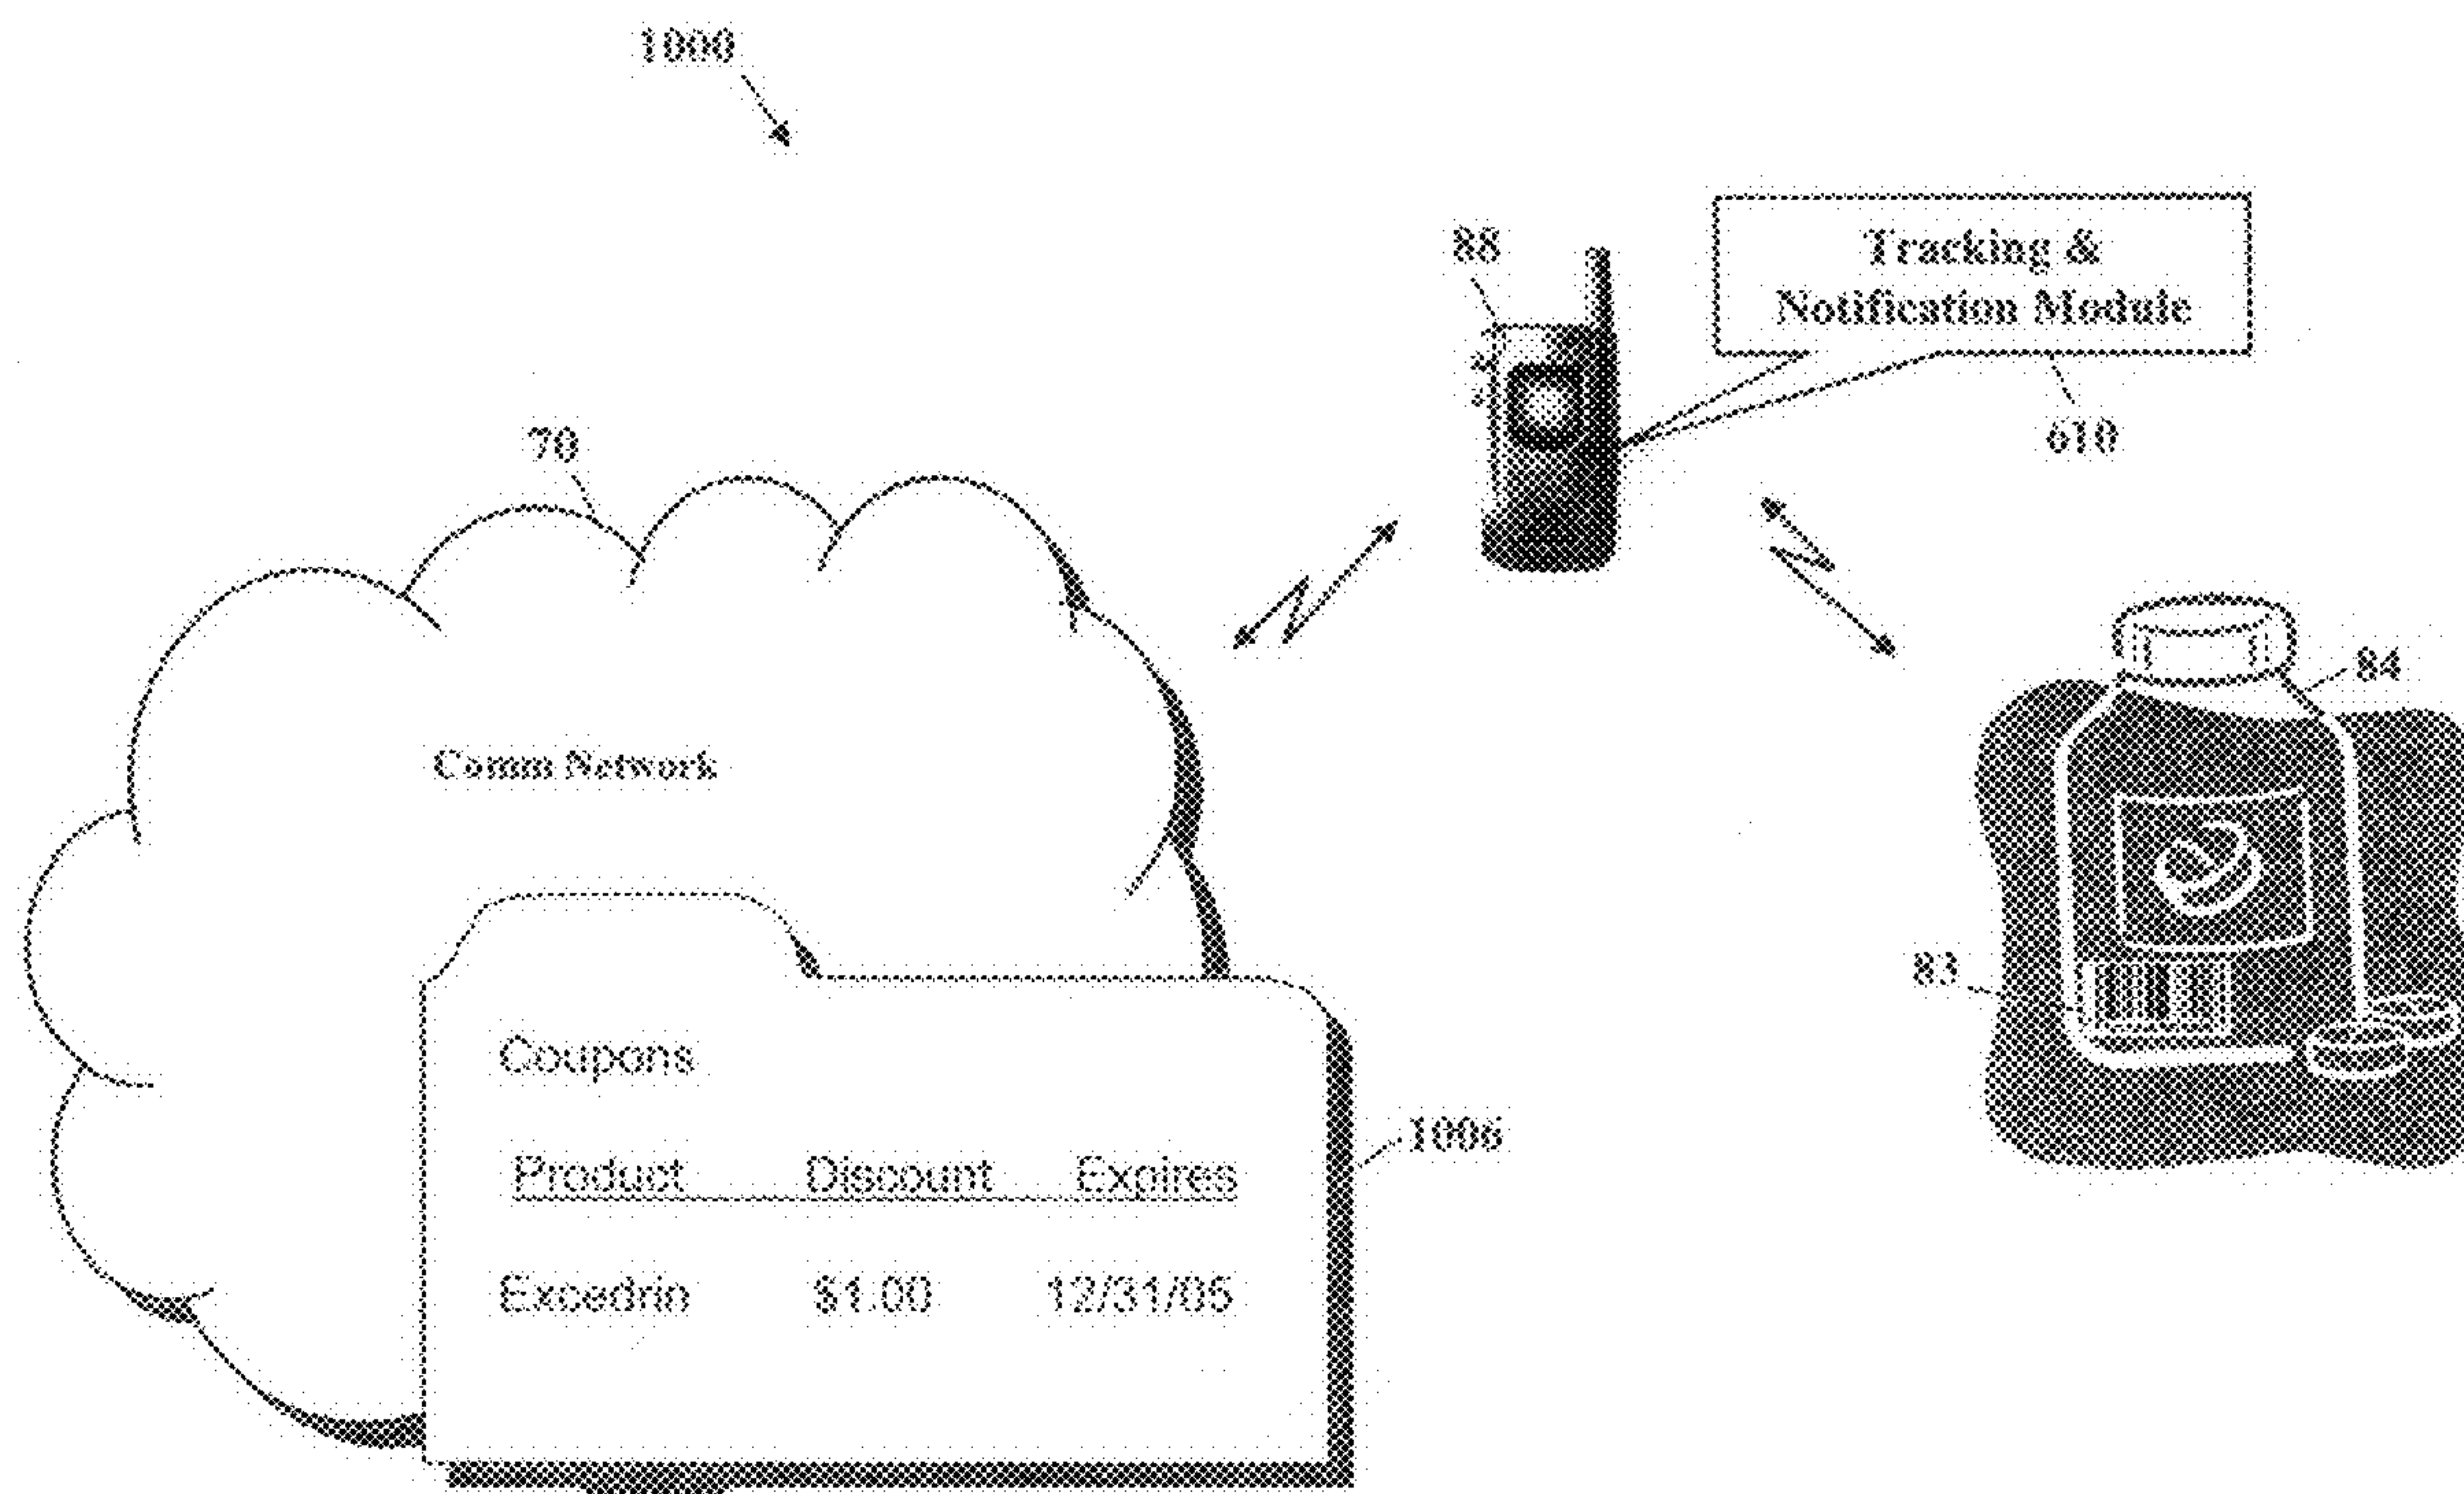 1000
88
Tracking &
Notification Module
610
70
84
Comm Network
83
Coupons
Product Discount Expires
Excedrin $1.00 12/31/05
1006